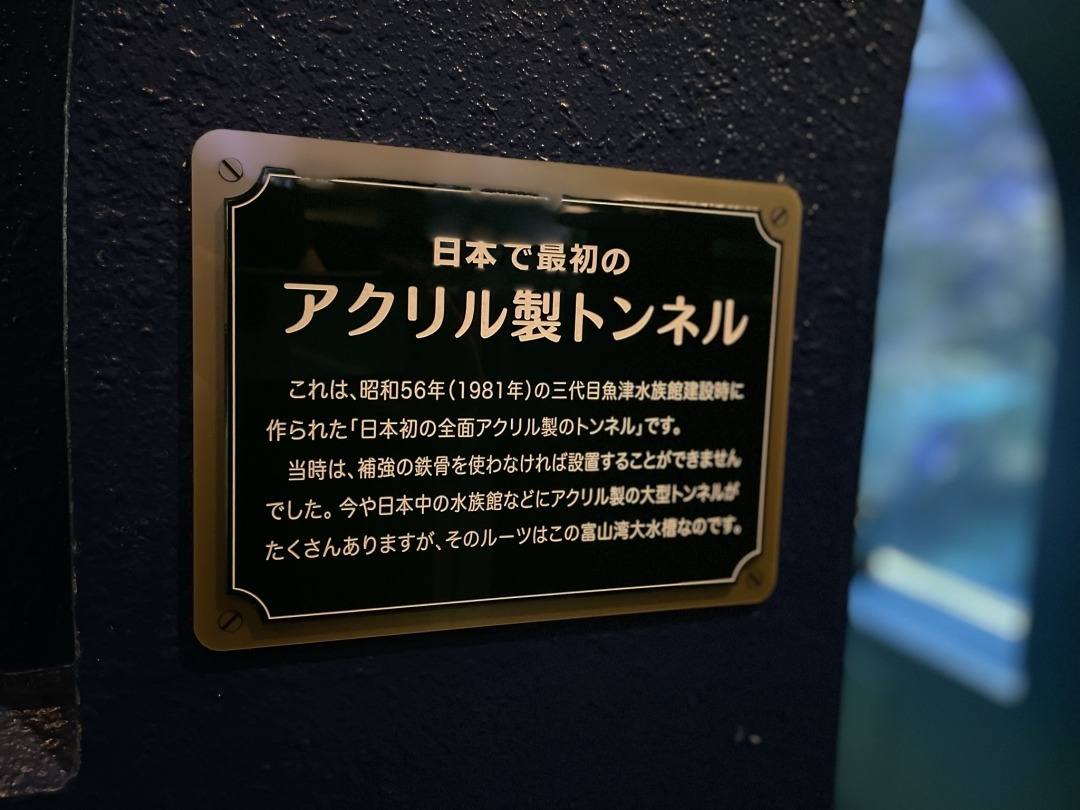 日本で最初の
アクリル製トンネル
これは、昭和56年(1981年)の三代目魚津水族館建設時に
作られた「日本初の全面アクリル製のトンネル」です。
当時は、補強の鉄骨を使わなければ設置することができません
でした。今や日本中の水族館などにアクリル製の大型トンネルが
たくさんありますが、そのルーツはこの富山湾大水槽なのです。